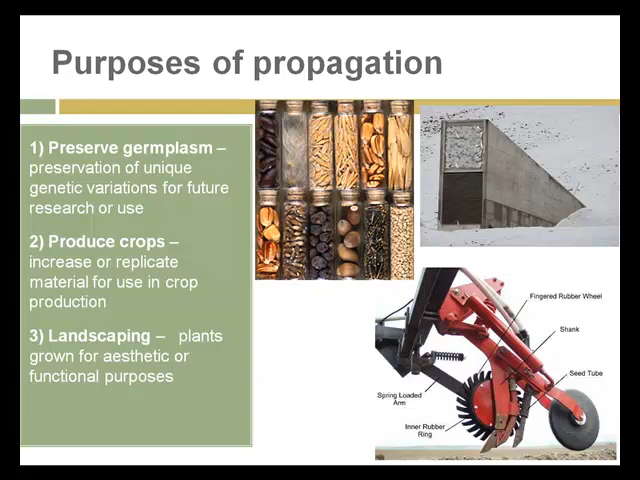 Purposes of propagation
1) Preserve germplasm –
preservation of unique
genetic variations for future
research or use
2) Produce crops –
increase or replicate
material for use in crop
production
3) Landscaping – plants
grown for aesthetic or
functional purposes
Fingered Rubber Wheel
Shank
Seed Tube
Spring Loaded
Arm
Inner Rubber
Ring